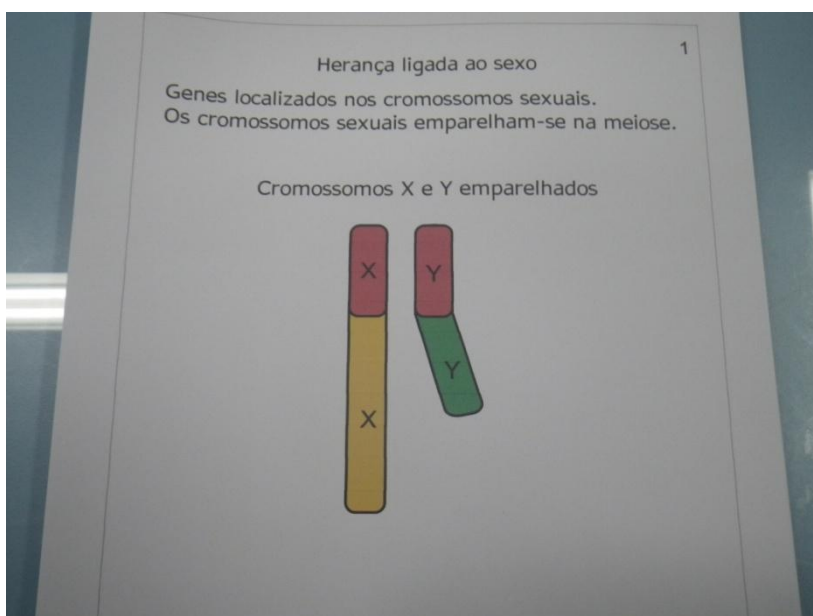 1
Herança ligada ao sexo
Genes localizados nos cromossomos sexuais.
Os cromossomos sexuais emparelham-se na meiose.
Cromossomos X e Y emparelhados
X
Y
Y
X